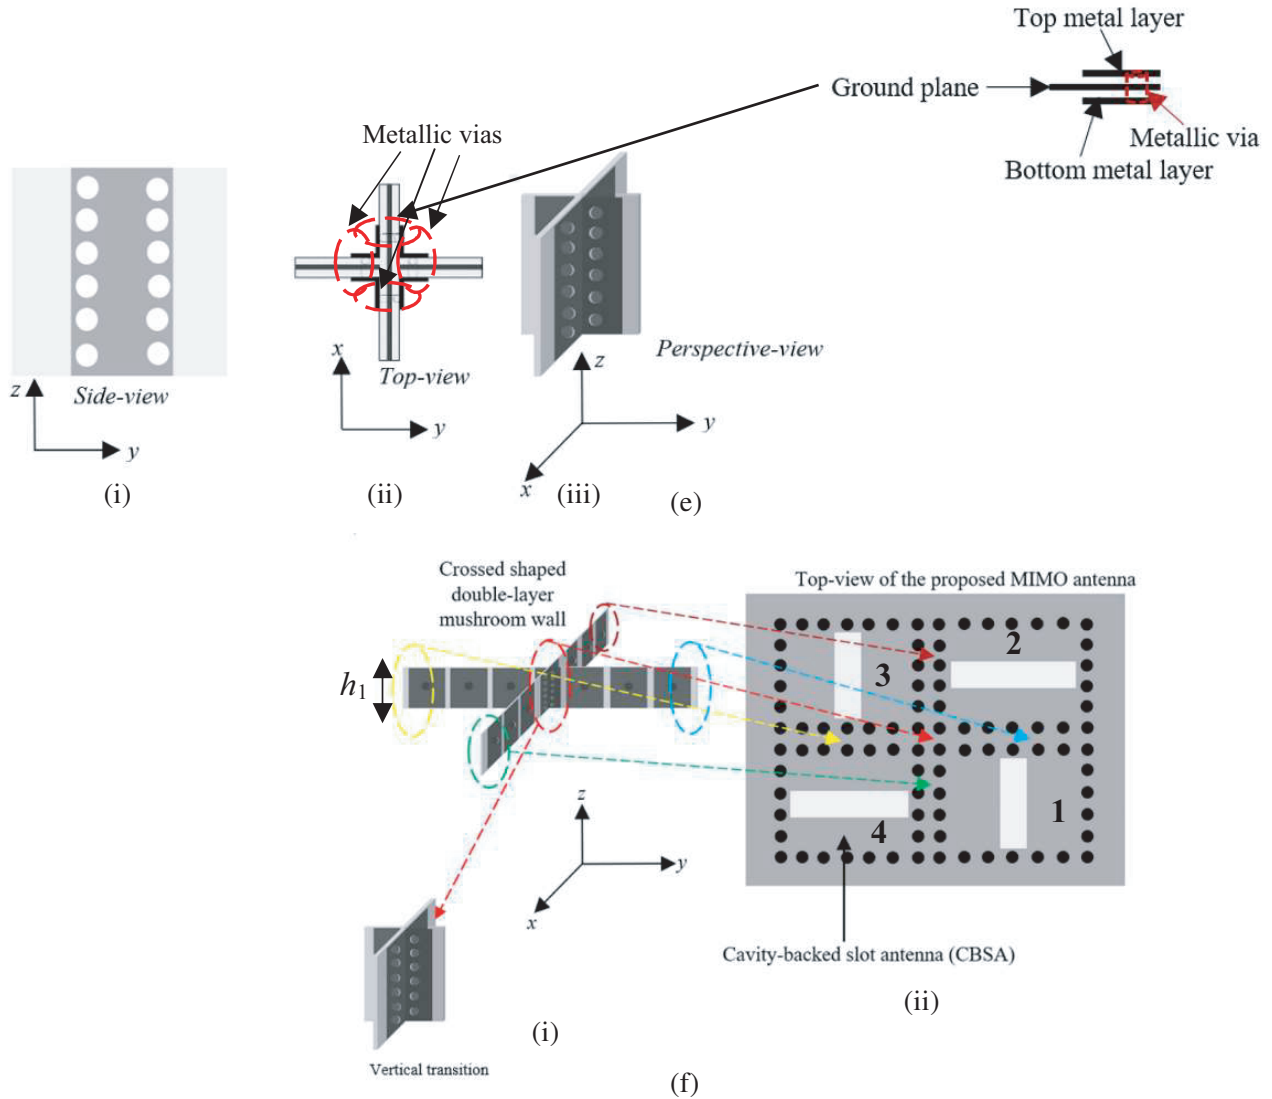 Top metal layer
Ground plane
Metallic via
Bottom metal layer
Metallic vias
Side-view
z
y
(i)
x
Top-view
y
(ii)
Perspective-view
z
y
x
(iii)
(e)
Crossed shaped
double-layer
mushroom wall
h1
z
y
x
Vertical transition
(i)
Top-view of the proposed MIMO antenna
2
3
1
4
Cavity-backed slot antenna (CBSA)
(ii)
(f)